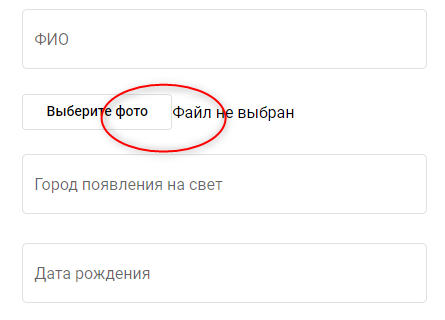 ФИО
Выберите фото Файл не выбран
Город появления на свет
Дата рождения